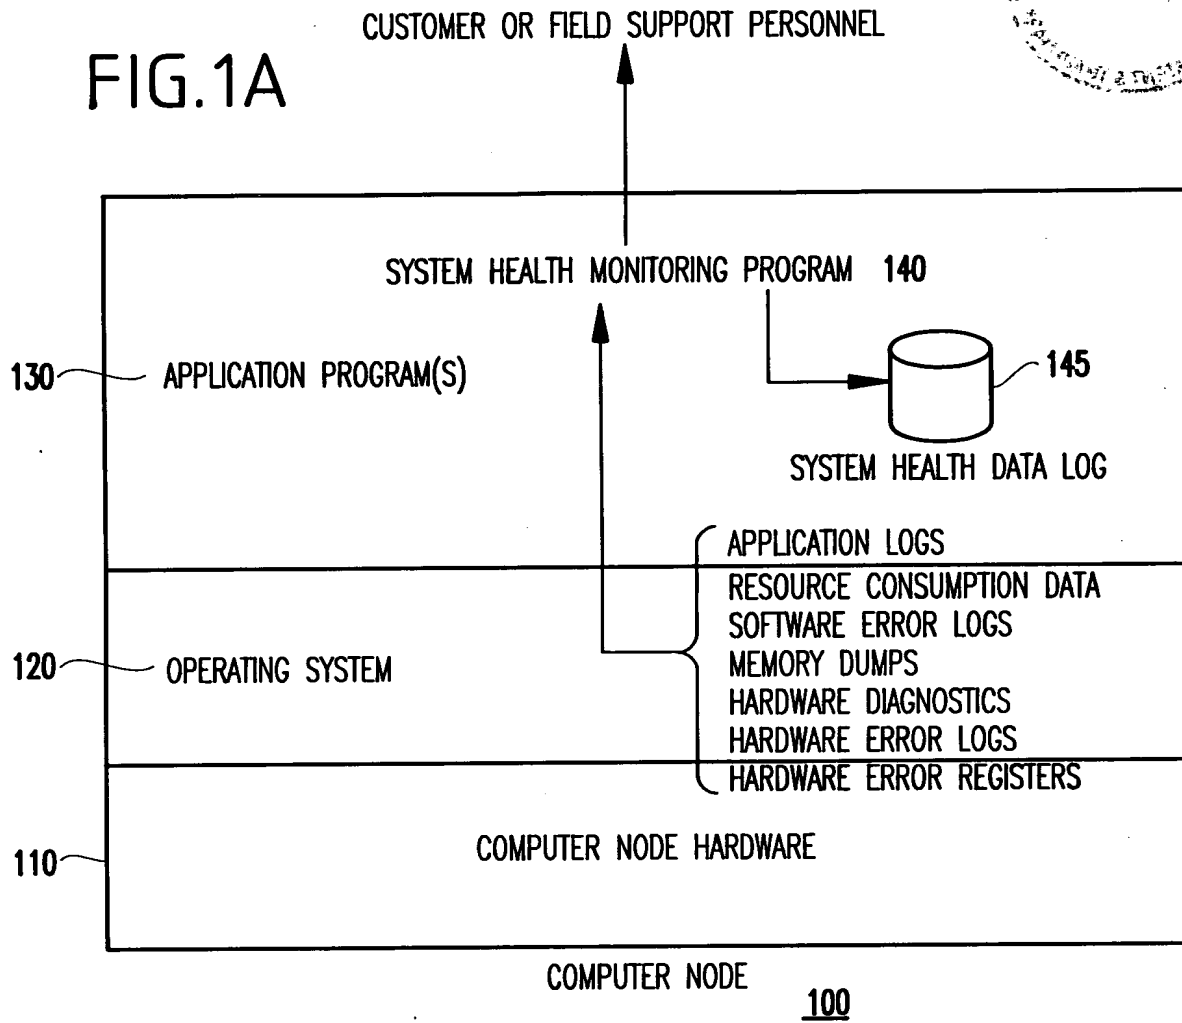 CUSTOMER OR FIELD SUPPORT PERSONNEL
FIG.1A
SYSTEM HEALTH MONITORING PROGRAM 140
130 APPLICATION PROGRAM(S)
145
SYSTEM HEALTH DATA LOG
APPLICATION LOGS
RESOURCE CONSUMPTION DATA
SOFTWARE ERROR LOGS
120 OPERATING SYSTEM
MEMORY DUMPS
HARDWARE DIAGNOSTICS
HARDWARE ERROR LOGS
HARDWARE ERROR REGISTERS
110
COMPUTER NODE HARDWARE
COMPUTER NODE
100